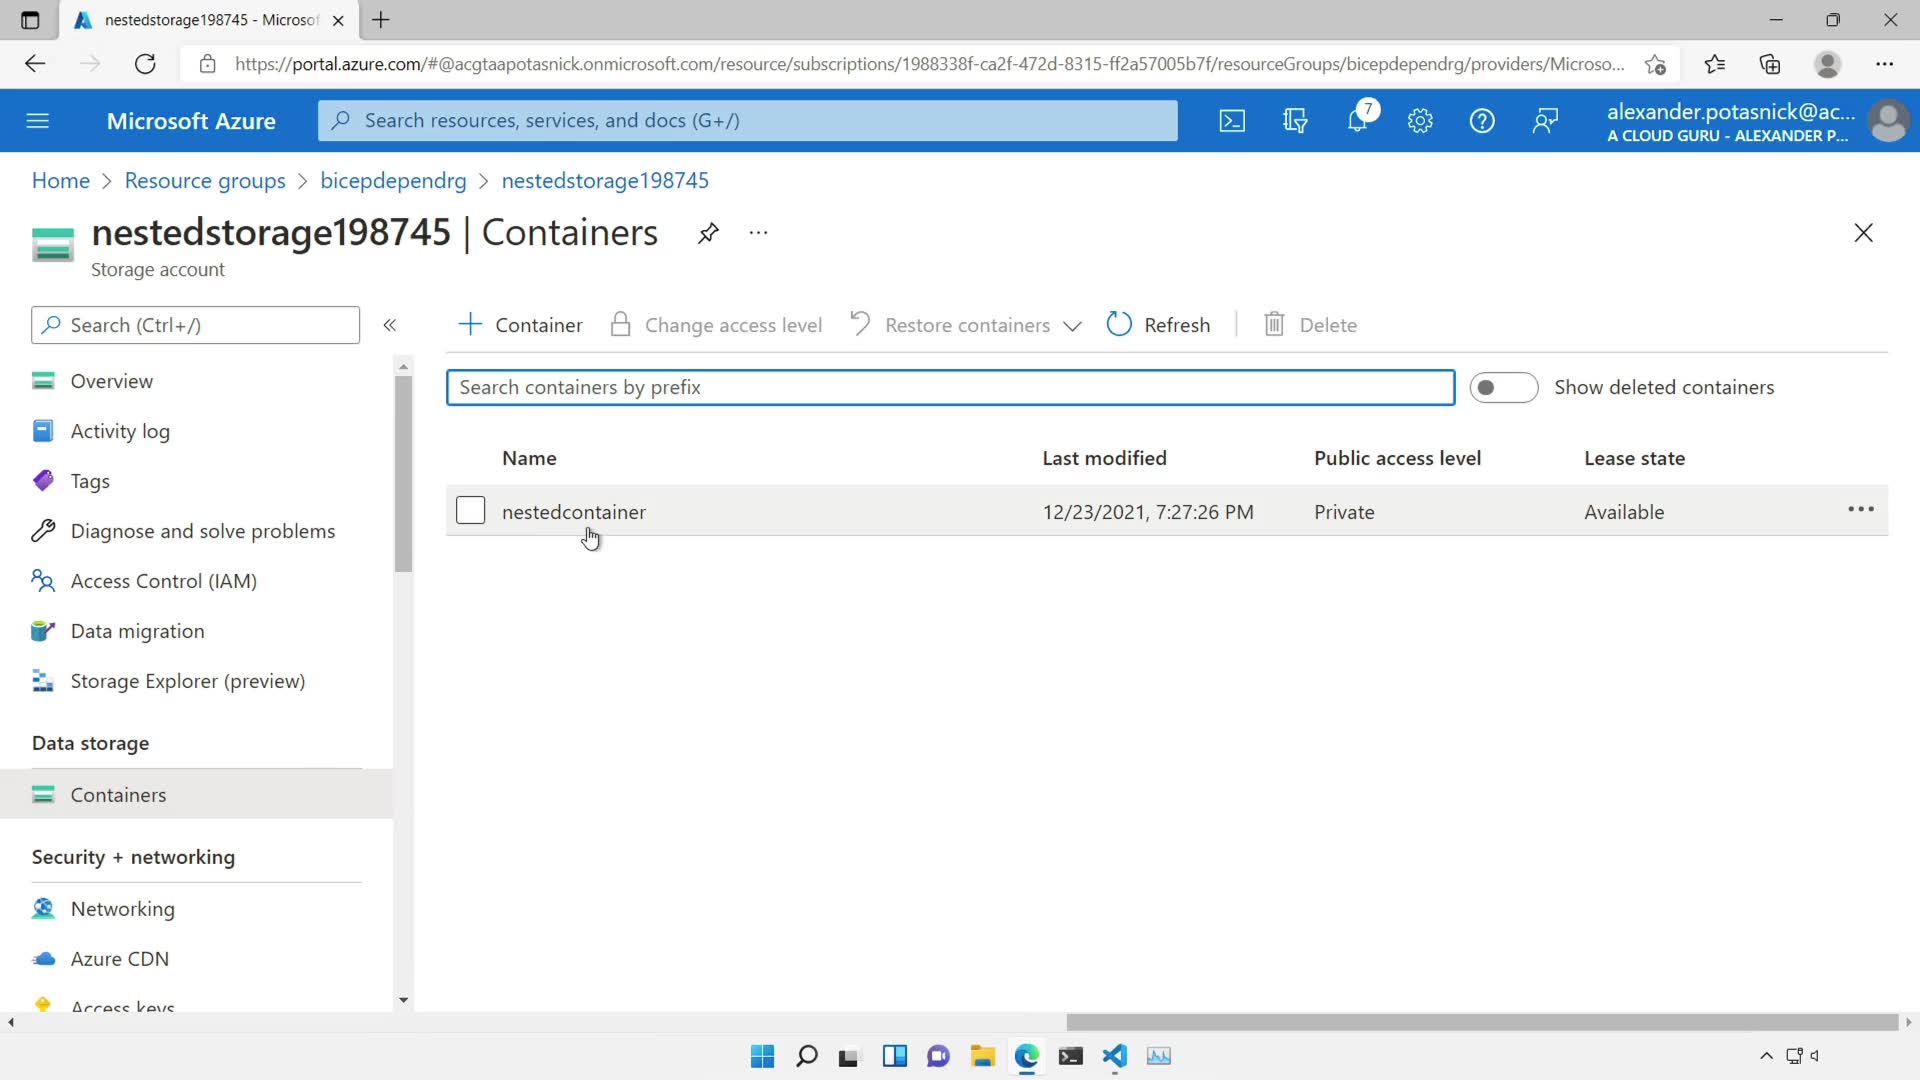 nestedstorage198745 - Microsof
https://portal.azure.com/#@acgtaapotasnick.onmicrosoft.com/resource/subscriptions/1988338f-ca2f-472d-8315-ff2a57005b7f/resourceGroups/bicepdependrg/providers/Microso...
Microsoft Azure
Search resources, services, and docs (G+/)
7
alexander.potasnick@ac...
A CLOUD GURU - ALEXANDER P...
Home > Resource groups > bicepdependrg > nestedstorage198745
nestedstorage198745 | Containers
Storage account
Search (Ctrl+/)
Container
Change access level
Restore containers
Refresh
Delete
Search containers by prefix
Show deleted containers
Name Last modified Public access level Lease state
nestedcontainer 12/23/2021, 7:27:26 PM Private Available
Overview
Activity log
Tags
Diagnose and solve problems
Access Control (IAM)
Data migration
Storage Explorer (preview)
Data storage
Containers
Security + networking
Networking
Azure CDN
Access keys